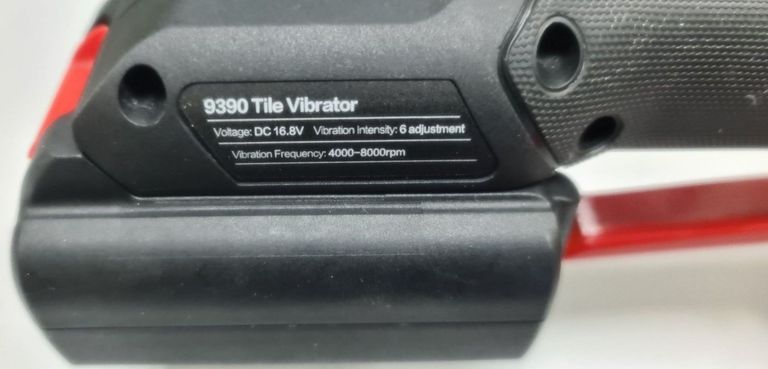 9390 Tile Vibrator
Voltage: DC 16.8V Vibration Intensity: 6 adjustment
Vibration Frequency: 4000-8000rpm